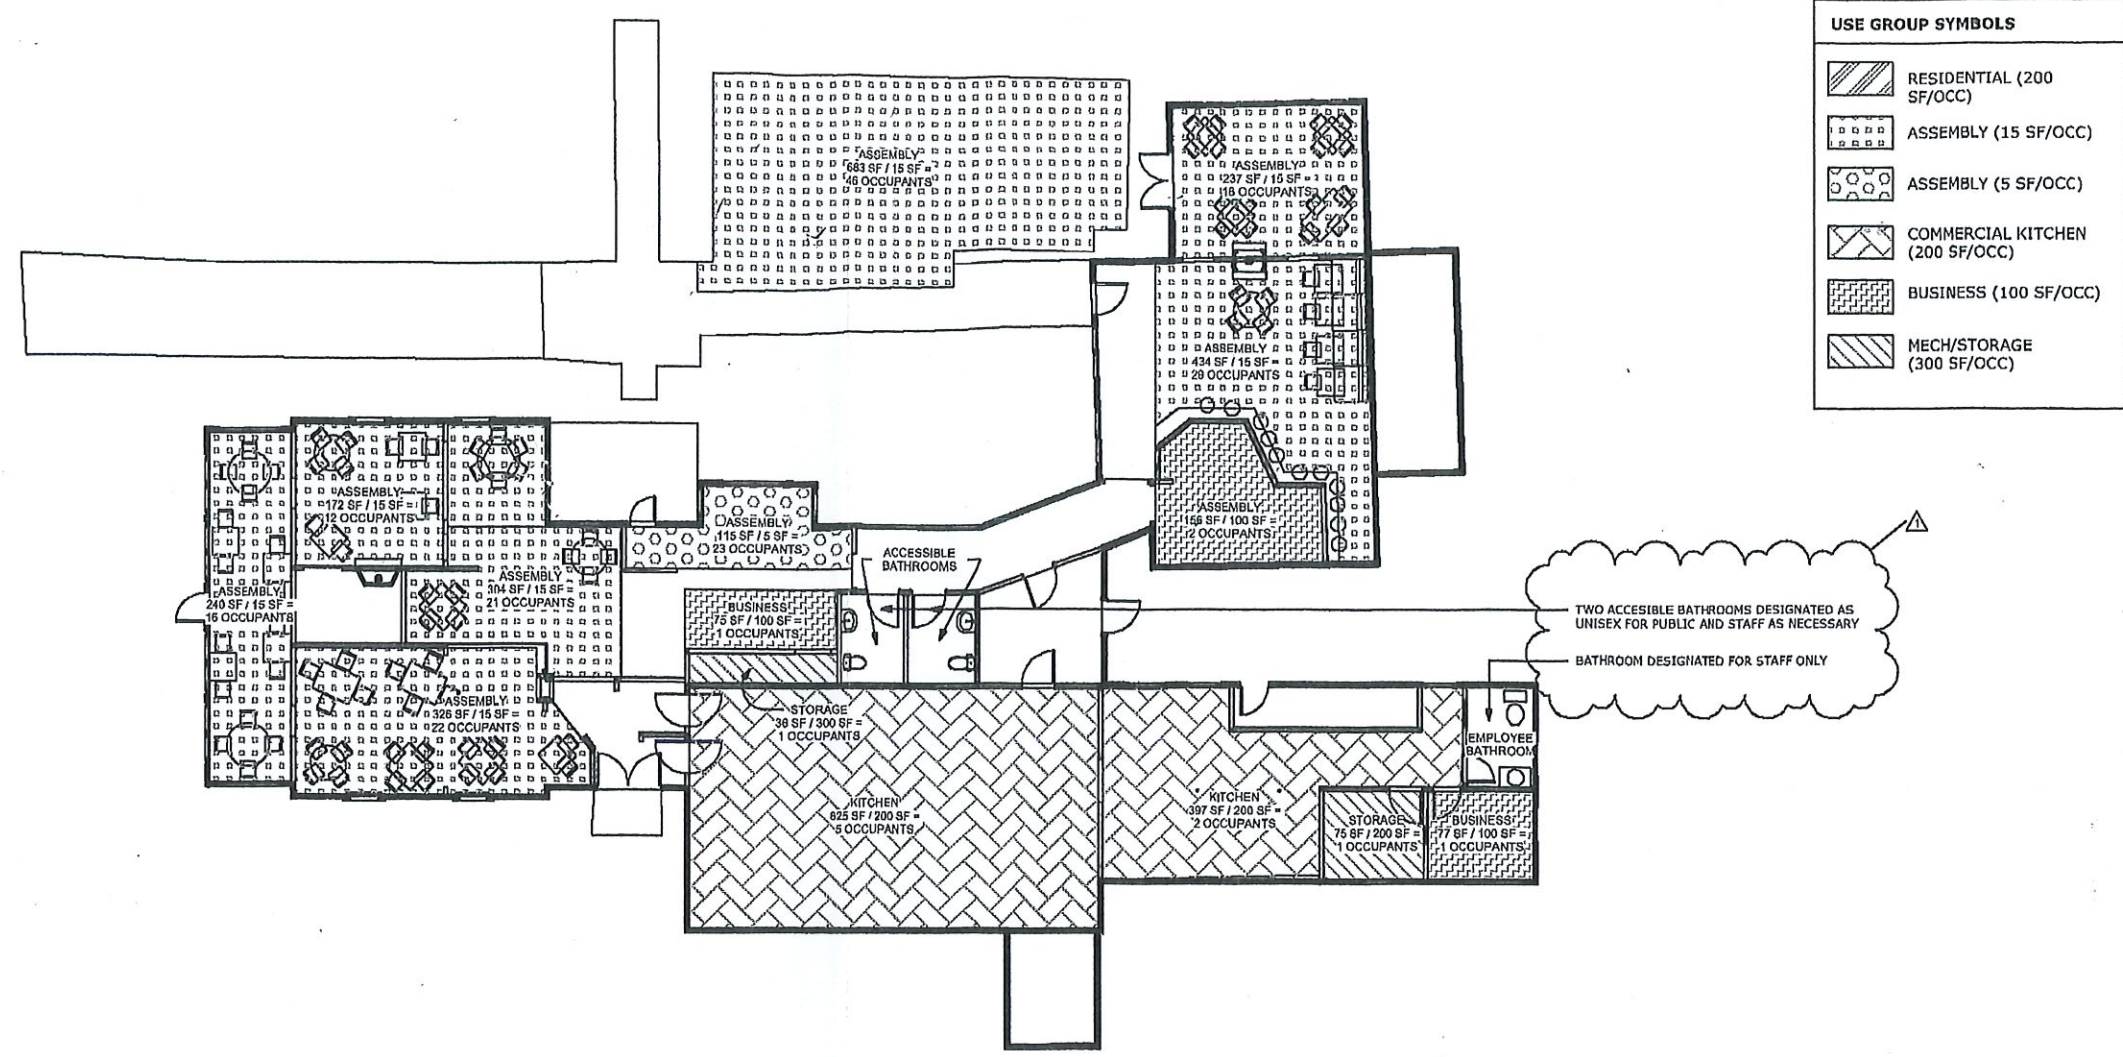 USE GROUP SYMBOLS
RESIDENTIAL (200
SF/OCC)
ASSEMBLY (15 SF/OCC)
ASSEMBLY (5 SF/OCC)
COMMERCIAL KITCHEN
(200 SF/OCC)
BUSINESS (100 SF/OCC)
MECH/STORAGE
(300 SF/OCC)
ASSEMBLY
683 SF / 15 SF =
46 OCCUPANTS
ASSEMBLY
237 SF / 15 SF =
16 OCCUPANTS
ASSEMBLY
434 SF / 15 SF =
29 OCCUPANTS
ASSEMBLY
156 SF / 100 SF =
2 OCCUPANTS
ASSEMBLY
172 SF / 15 SF =
12 OCCUPANTS
ASSEMBLY
115 SF / 5 SF =
23 OCCUPANTS
ACCESSIBLE
BATHROOMS
ASSEMBLY
304 SF / 15 SF =
21 OCCUPANTS
ASSEMBLY
240 SF / 15 SF =
16 OCCUPANTS
BUSINESS
75 SF / 100 SF =
1 OCCUPANTS
1
TWO ACCESIBLE BATHROOMS DESIGNATED AS
UNISEX FOR PUBLIC AND STAFF AS NECESSARY
BATHROOM DESIGNATED FOR STAFF ONLY
ASSEMBLY
326 SF / 15 SF =
22 OCCUPANTS
STORAGE
36 SF / 300 SF =
1 OCCUPANTS
EMPLOYEE
BATHROOM
KITCHEN
825 SF / 200 SF =
5 OCCUPANTS
KITCHEN
397 SF / 200 SF =
2 OCCUPANTS
STORAGE
75 SF / 200 SF =
1 OCCUPANTS
BUSINESS
77 SF / 100 SF =
1 OCCUPANTS